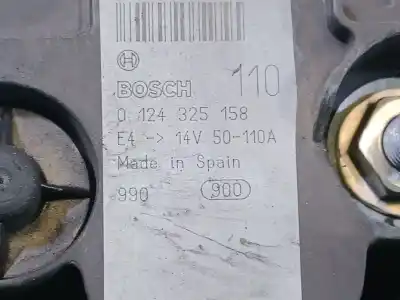 BOSCH 110
0 124 325 158
E4 -> 14V 50-110A
Made in Spain
990 900